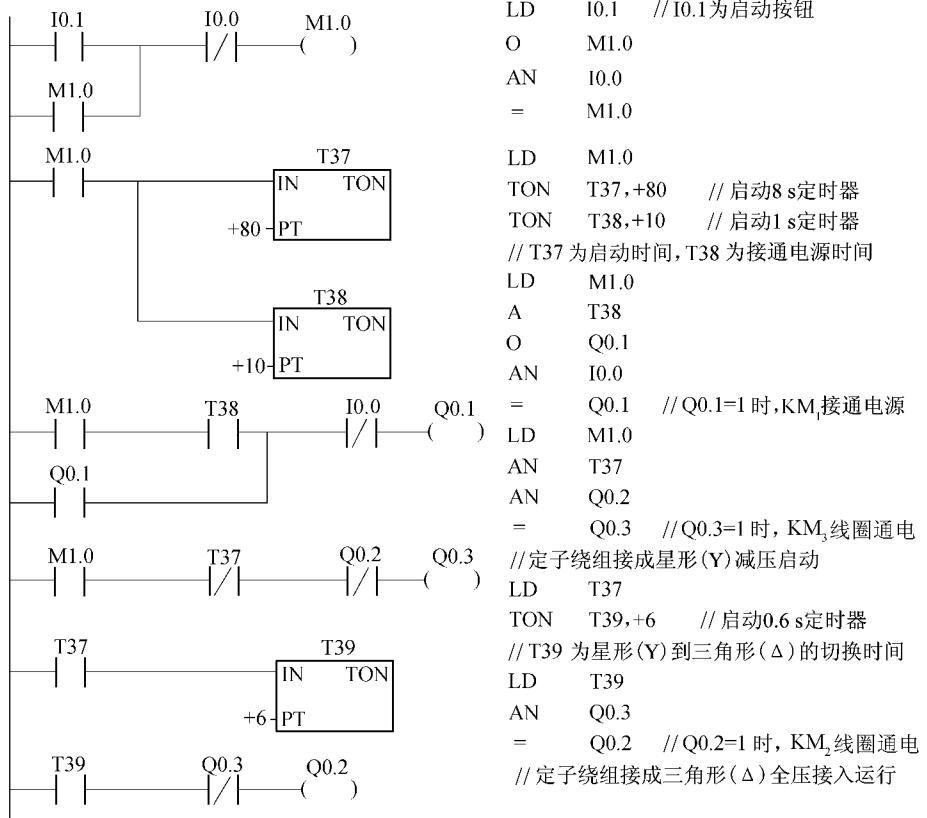 I0.1 I0.0 M1.0
M1.0
M1.0
T37
IN TON
+80 PT
T38
IN TON
+10 PT
M1.0 T38 I0.0 Q0.1
Q0.1
M1.0 T37 Q0.2 Q0.3
T37
T39
IN TON
+6 PT
T39 Q0.3 Q0.2
LD I0.1 //I0.1为启动按钮
O M1.0
AN I0.0
= M1.0
LD M1.0
TON T37,+80 //启动8 s定时器
TON T38,+10 //启动1 s定时器
//T37为启动时间,T38为接通电源时间
LD M1.0
A T38
O Q0.1
AN I0.0
= Q0.1 //Q0.1=1时,KM₁接通电源
LD M1.0
AN T37
AN Q0.2
= Q0.3 //Q0.3=1时,KM₃线圈通电
//定子绕组接成星形(Y)减压启动
LD T37
TON T39,+6 //启动0.6 s定时器
//T39为星形(Y)到三角形(Δ)的切换时间
LD T39
AN Q0.3
= Q0.2 //Q0.2=1时,KM₂线圈通电
//定子绕组接成三角形(Δ)全压接入运行